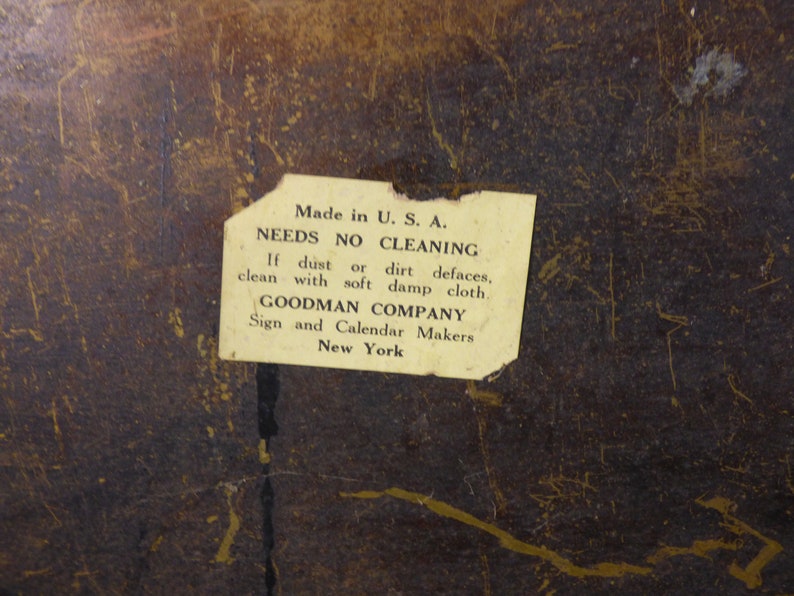 Made in U. S. A.
NEEDS NO CLEANING
If dust or dirt defaces,
clean with soft damp cloth.
GOODMAN COMPANY
Sign and Calendar Makers
New York